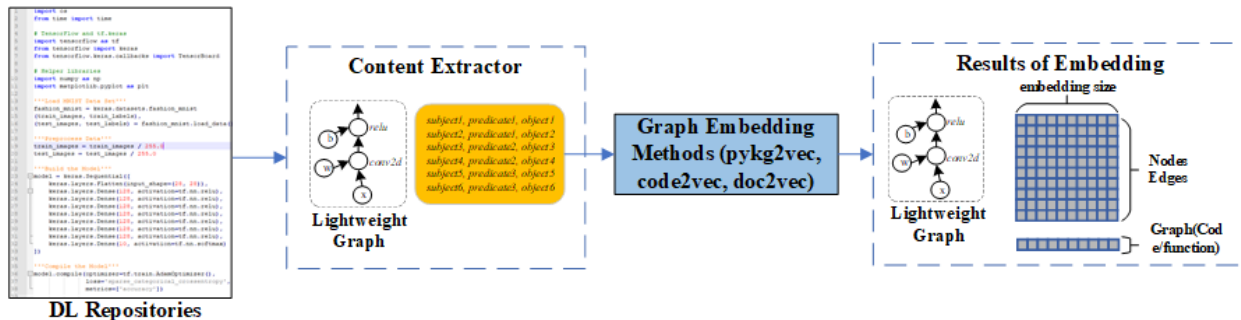 import os
from time import time
# TensorFlow and tf.keras
import tensorflow as tf
from tensorflow import keras
from tensorflow.keras.callbacks import TensorBoard
# Helper libraries
import numpy as np
import matplotlib.pyplot as plt
'''Load MNIST Data Set'''
fashion_mnist = keras.datasets.fashion_mnist
(train_images, train_labels),
(test_images, test_labels) = fashion_mnist.load_data(
'''Preprocess Data'''
train_images = train_images / 255.0
test_images = test_images / 255.0
'''Build the Model'''
model = keras.Sequential([
keras.layers.Flatten(input_shape=(28, 28)),
keras.layers.Dense(128, activation=tf.nn.relu),
keras.layers.Dense(128, activation=tf.nn.relu),
keras.layers.Dense(128, activation=tf.nn.relu),
keras.layers.Dense(128, activation=tf.nn.relu),
keras.layers.Dense(128, activation=tf.nn.relu),
keras.layers.Dense(128, activation=tf.nn.relu),
keras.layers.Dense(10, activation=tf.nn.softmax)
])
'''Compile the Model'''
model.compile(optimizer=tf.train.AdamOptimizer(),
loss='sparse_categorical_crossentropy',
metrics=['accuracy'])
DL Repositories
Content Extractor
relu
b
conv2d
w
x
Lightweight
Graph
subject1, predicate1, object1
subject2, predicate1, object2
subject3, predicate2, object3
subject4, predicate2, object4
subject5, predicate3, object5
subject6, predicate3, object6
Graph Embedding
Methods (pykg2vec,
code2vec, doc2vec)
Results of Embedding
embedding size
relu
b
conv2d
w
x
Lightweight
Graph
Nodes
Edges
Graph(Cod
e/function)